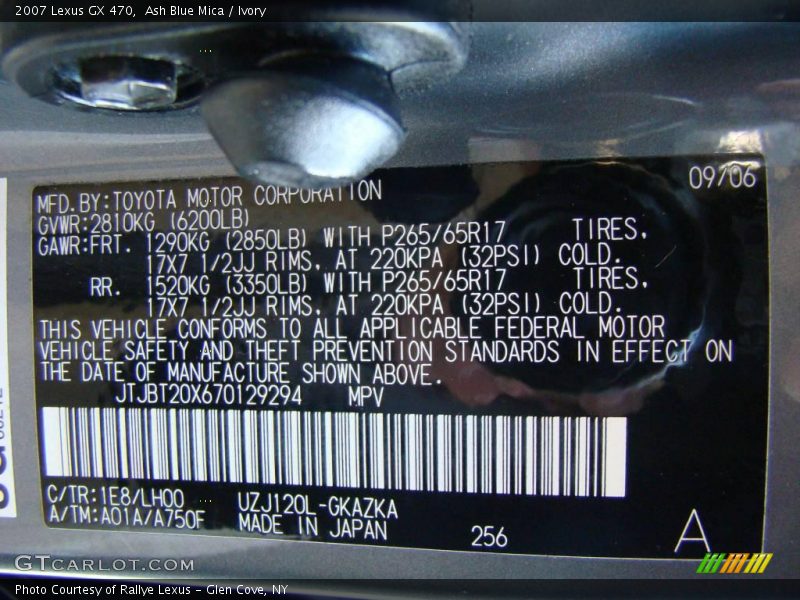 2007 Lexus GX 470, Ash Blue Mica / Ivory
09/06
MFD.BY:TOYOTA MOTOR CORPORATION
GVWR:2810KG (6200LB)
GAWR:FRT. 1290KG (2850LB) WITH P265/65R17 TIRES,
17X7 1/2JJ RIMS, AT 220KPA (32PSI) COLD.
RR. 1520KG (3350LB) WITH P265/65R17 TIRES,
17X7 1/2JJ RIMS, AT 220KPA (32PSI) COLD.
THIS VEHICLE CONFORMS TO ALL APPLICABLE FEDERAL MOTOR
VEHICLE SAFETY AND THEFT PREVENTION STANDARDS IN EFFECT ON
THE DATE OF MANUFACTURE SHOWN ABOVE.
JTJBT20X670129294 MPV
C/TR:1E8/LH00 UZJ120L-GKAZKA
A/TM:A01A/A750F MADE IN JAPAN 256 A
GTCARLOT.COM
Photo Courtesy of Rallye Lexus - Glen Cove, NY